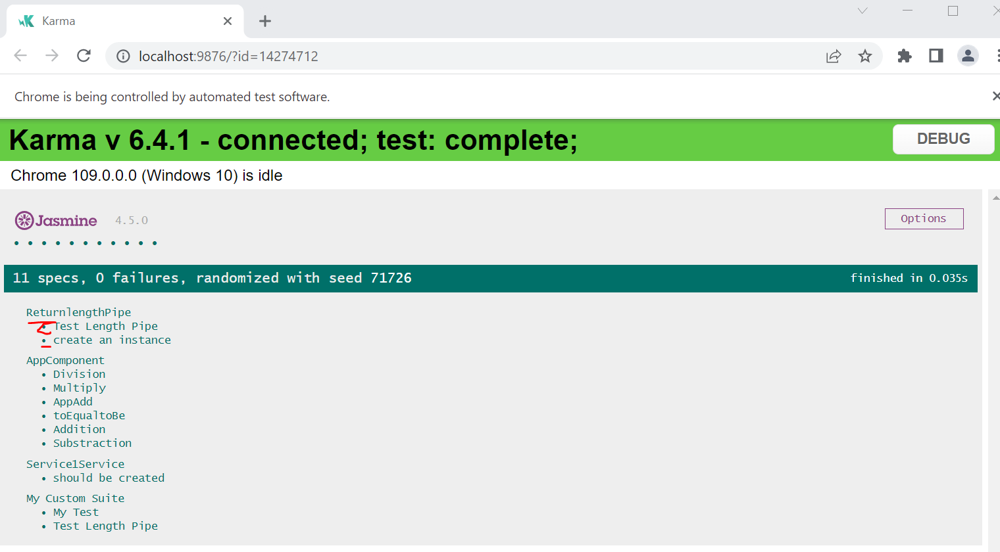 Karma
localhost:9876/?id=14274712
Chrome is being controlled by automated test software.
Karma v 6.4.1 - connected; test: complete;
DEBUG
Chrome 109.0.0.0 (Windows 10) is idle
Jasmine 4.5.0
Options
• • • • • • • • • • •
11 specs, 0 failures, randomized with seed 71726
finished in 0.035s
ReturnlengthPipe
• Test Length Pipe
• create an instance
AppComponent
• Division
• Multiply
• AppAdd
• toEqualtoBe
• Addition
• Substraction
Service1Service
• should be created
My Custom Suite
• My Test
• Test Length Pipe